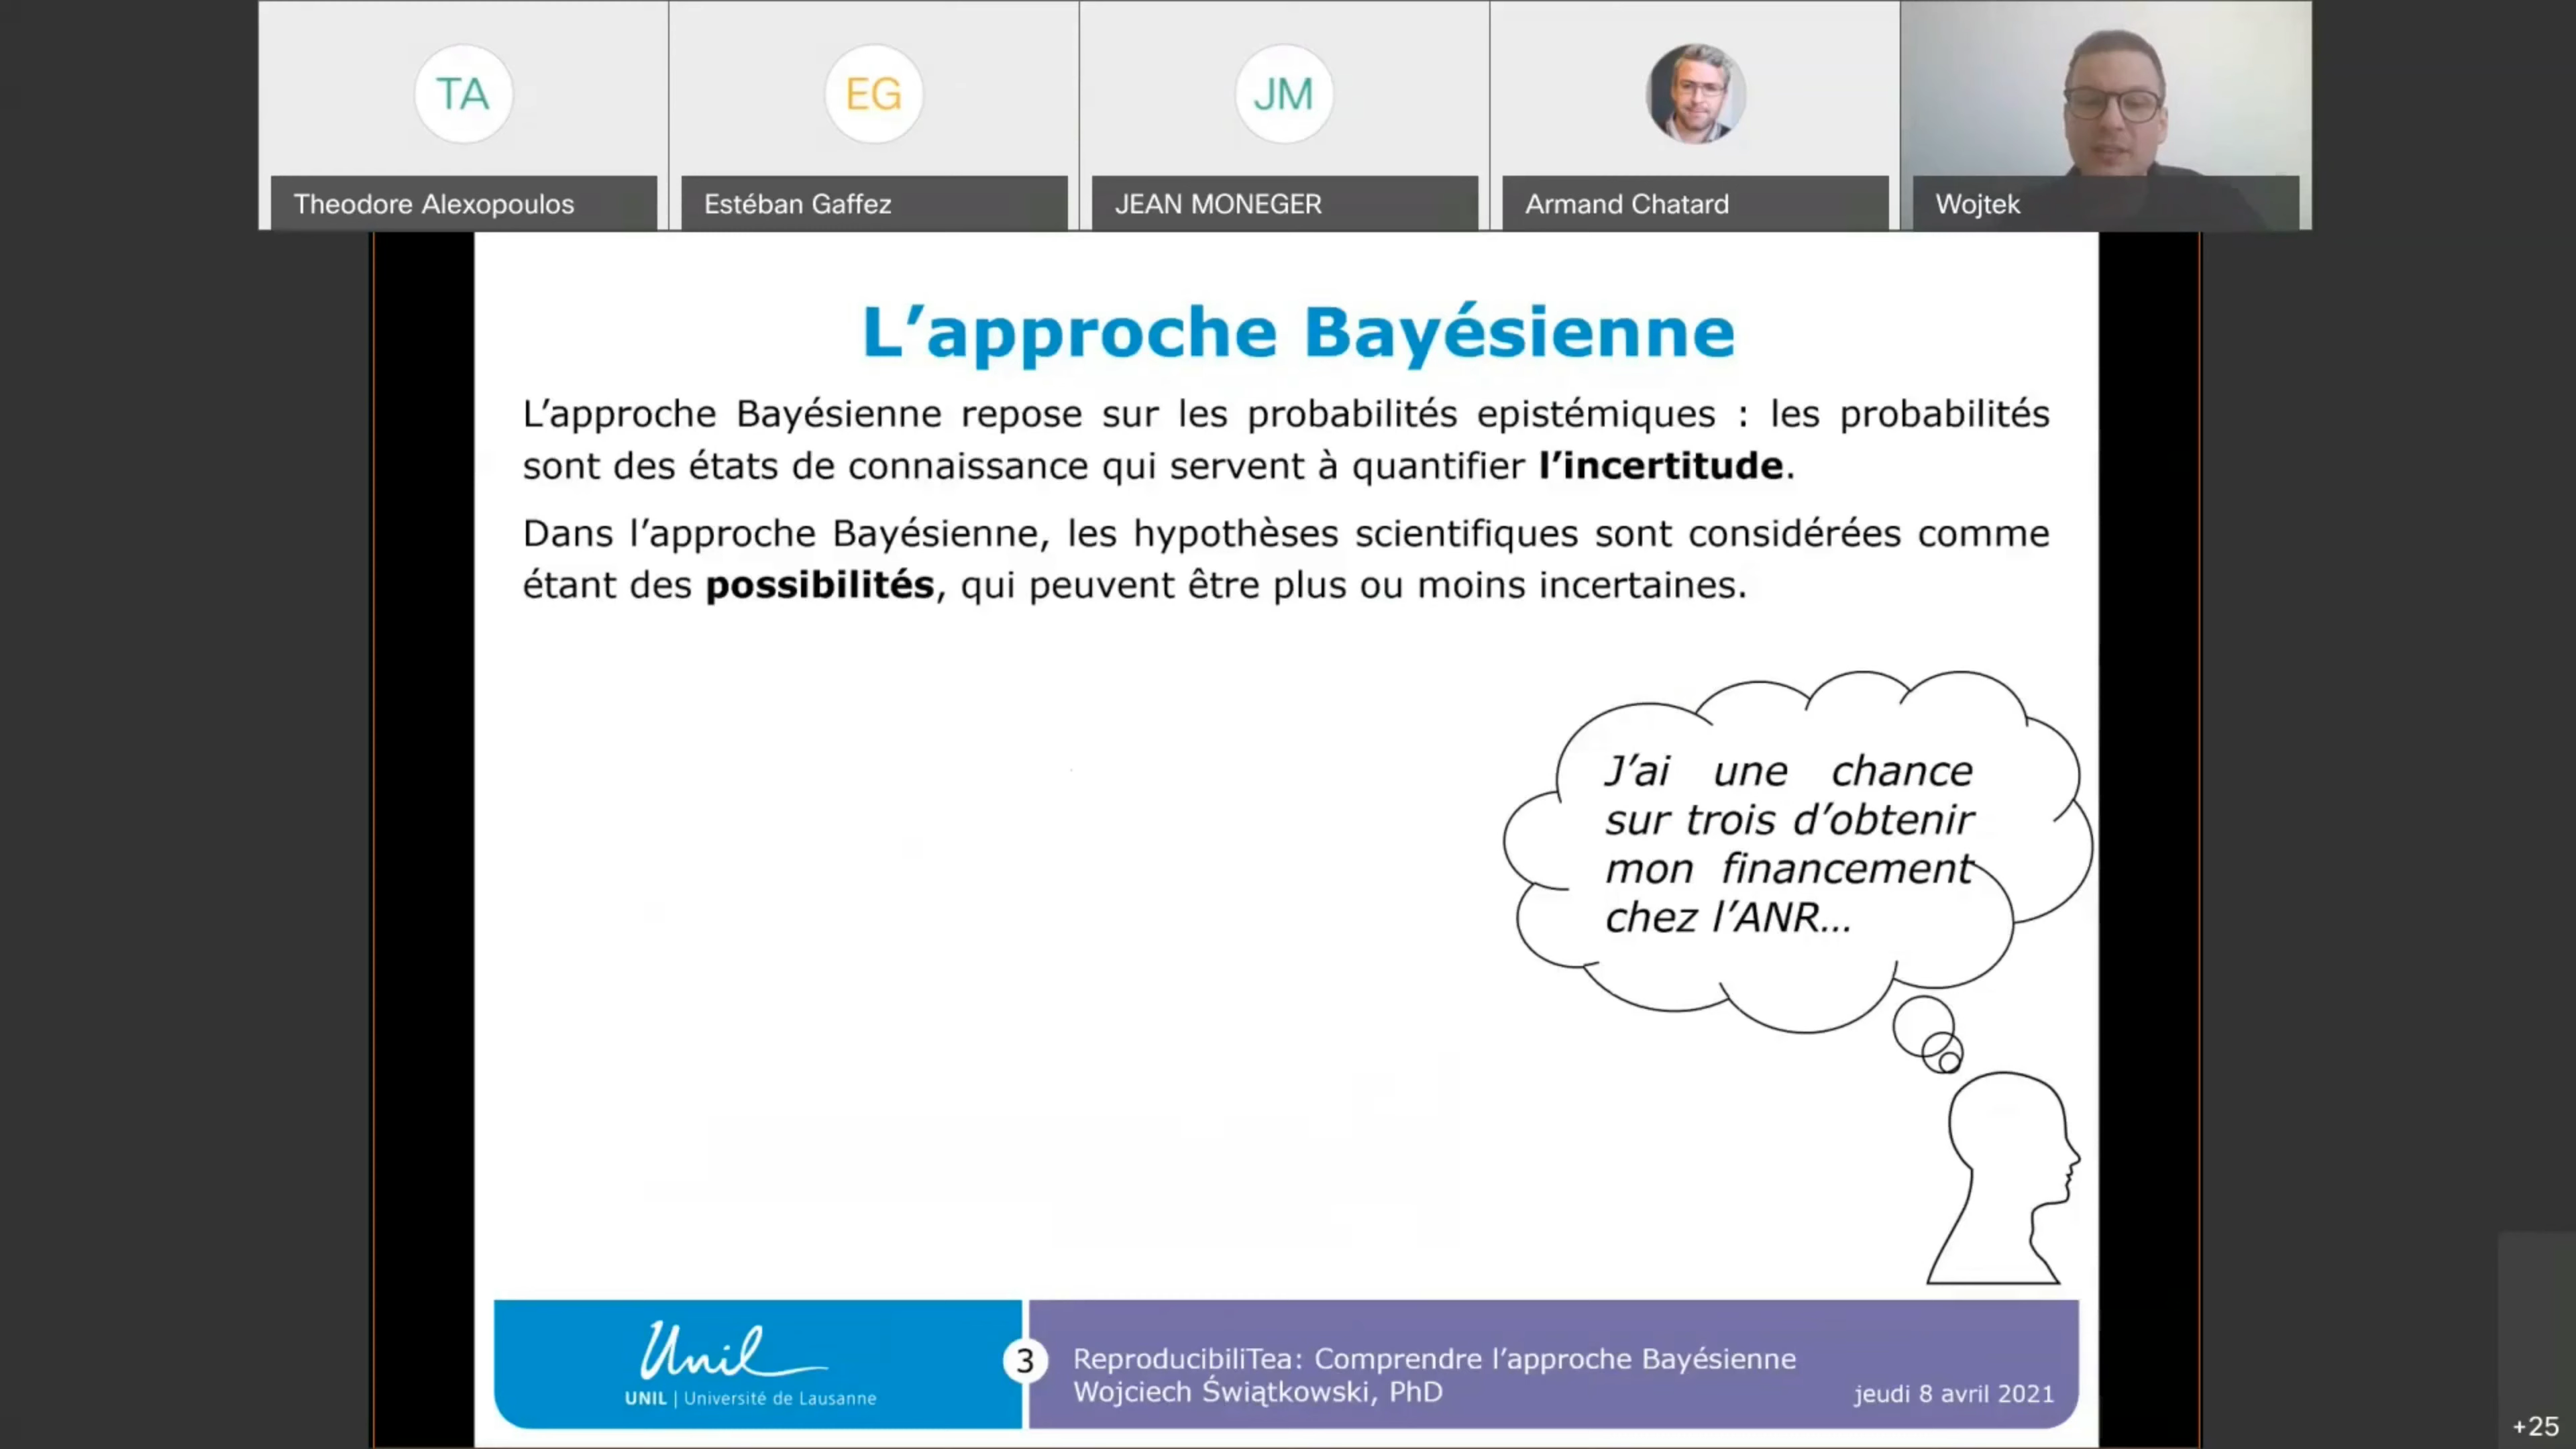 TA
EG
JM
Theodore Alexopoulos
Estéban Gaffez
JEAN MONEGER
Armand Chatard
Wojtek
L’approche Bayésienne
L’approche Bayésienne repose sur les probabilités epistémiques : les probabilités
sont des états de connaissance qui servent à quantifier l’incertitude.
Dans l’approche Bayésienne, les hypothèses scientifiques sont considérées comme
étant des possibilités, qui peuvent être plus ou moins incertaines.
J’ai une chance
sur trois d’obtenir
mon financement
chez l’ANR…
Unil
UNIL | Université de Lausanne
3
ReproducibiliTea: Comprendre l’approche Bayésienne
Wojciech Świątkowski, PhD
jeudi 8 avril 2021
+25